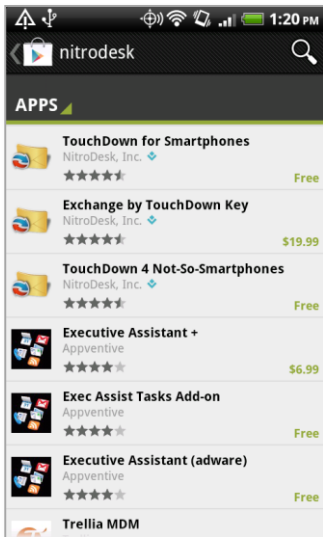 1:20 PM
nitrodesk
APPS
TouchDown for Smartphones
NitroDesk, Inc.
Free
Exchange by TouchDown Key
NitroDesk, Inc.
$19.99
TouchDown 4 Not-So-Smartphones
NitroDesk, Inc.
Free
Executive Assistant +
Appventive
$6.99
Exec Assist Tasks Add-on
Appventive
Free
Executive Assistant (adware)
Appventive
Free
Trellia MDM